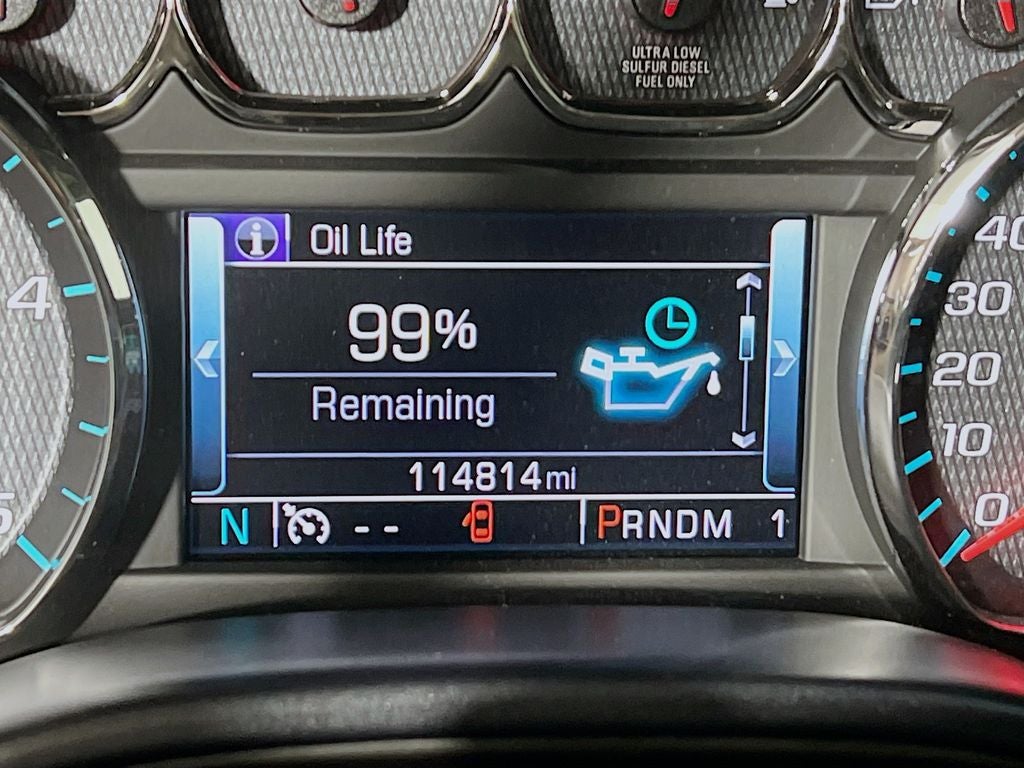 ULTRA LOW
SULFUR DIESEL
FUEL ONLY
Oil Life
99%
Remaining
114814mi
N -- PRNDM 1
4
5
40
30
20
10
0